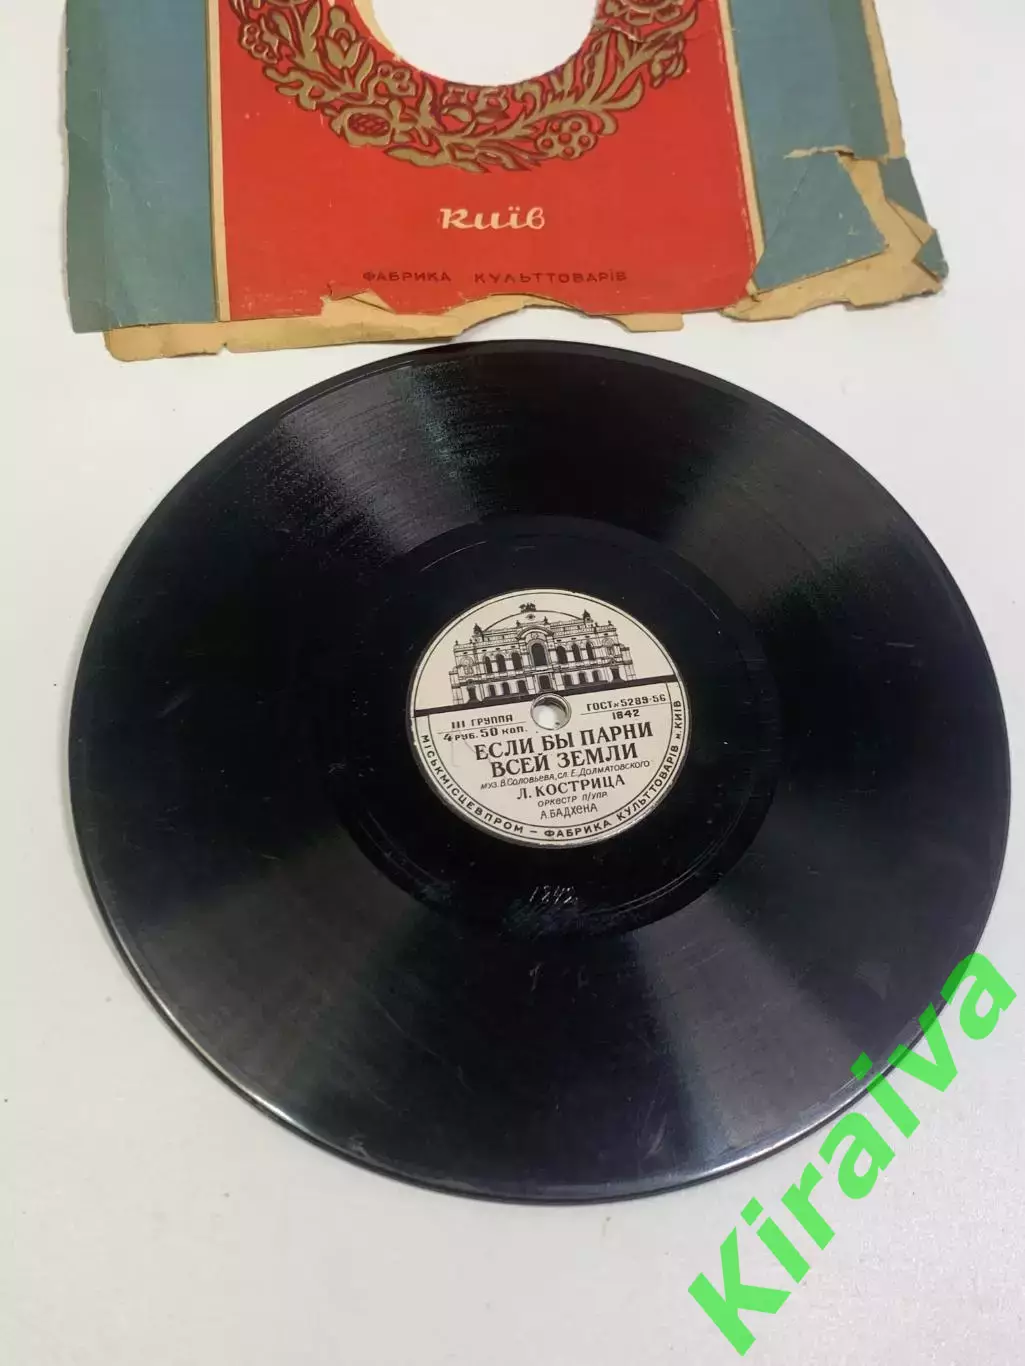 Київ
ФАБРИКА КУЛЬТТОВАРІВ
III ГРУППА
ГОСТ 5289-56
4 РУБ. 50 КОП.
1842
ЕСЛИ БЫ ПАРНИ
ВСЕЙ ЗЕМЛИ
МУЗ. В. СОЛОВЬЕВА, СЛ. Е. ДОЛМАТОВСКОГО
Л. КОСТРИЦА
ОРКЕСТР П/УПР.
А. БАДХЕНА
МІСЬКМІСЦЕВПРОМ – ФАБРИКА КУЛЬТТОВАРІВ м. КИЇВ
1842
Kiraiva